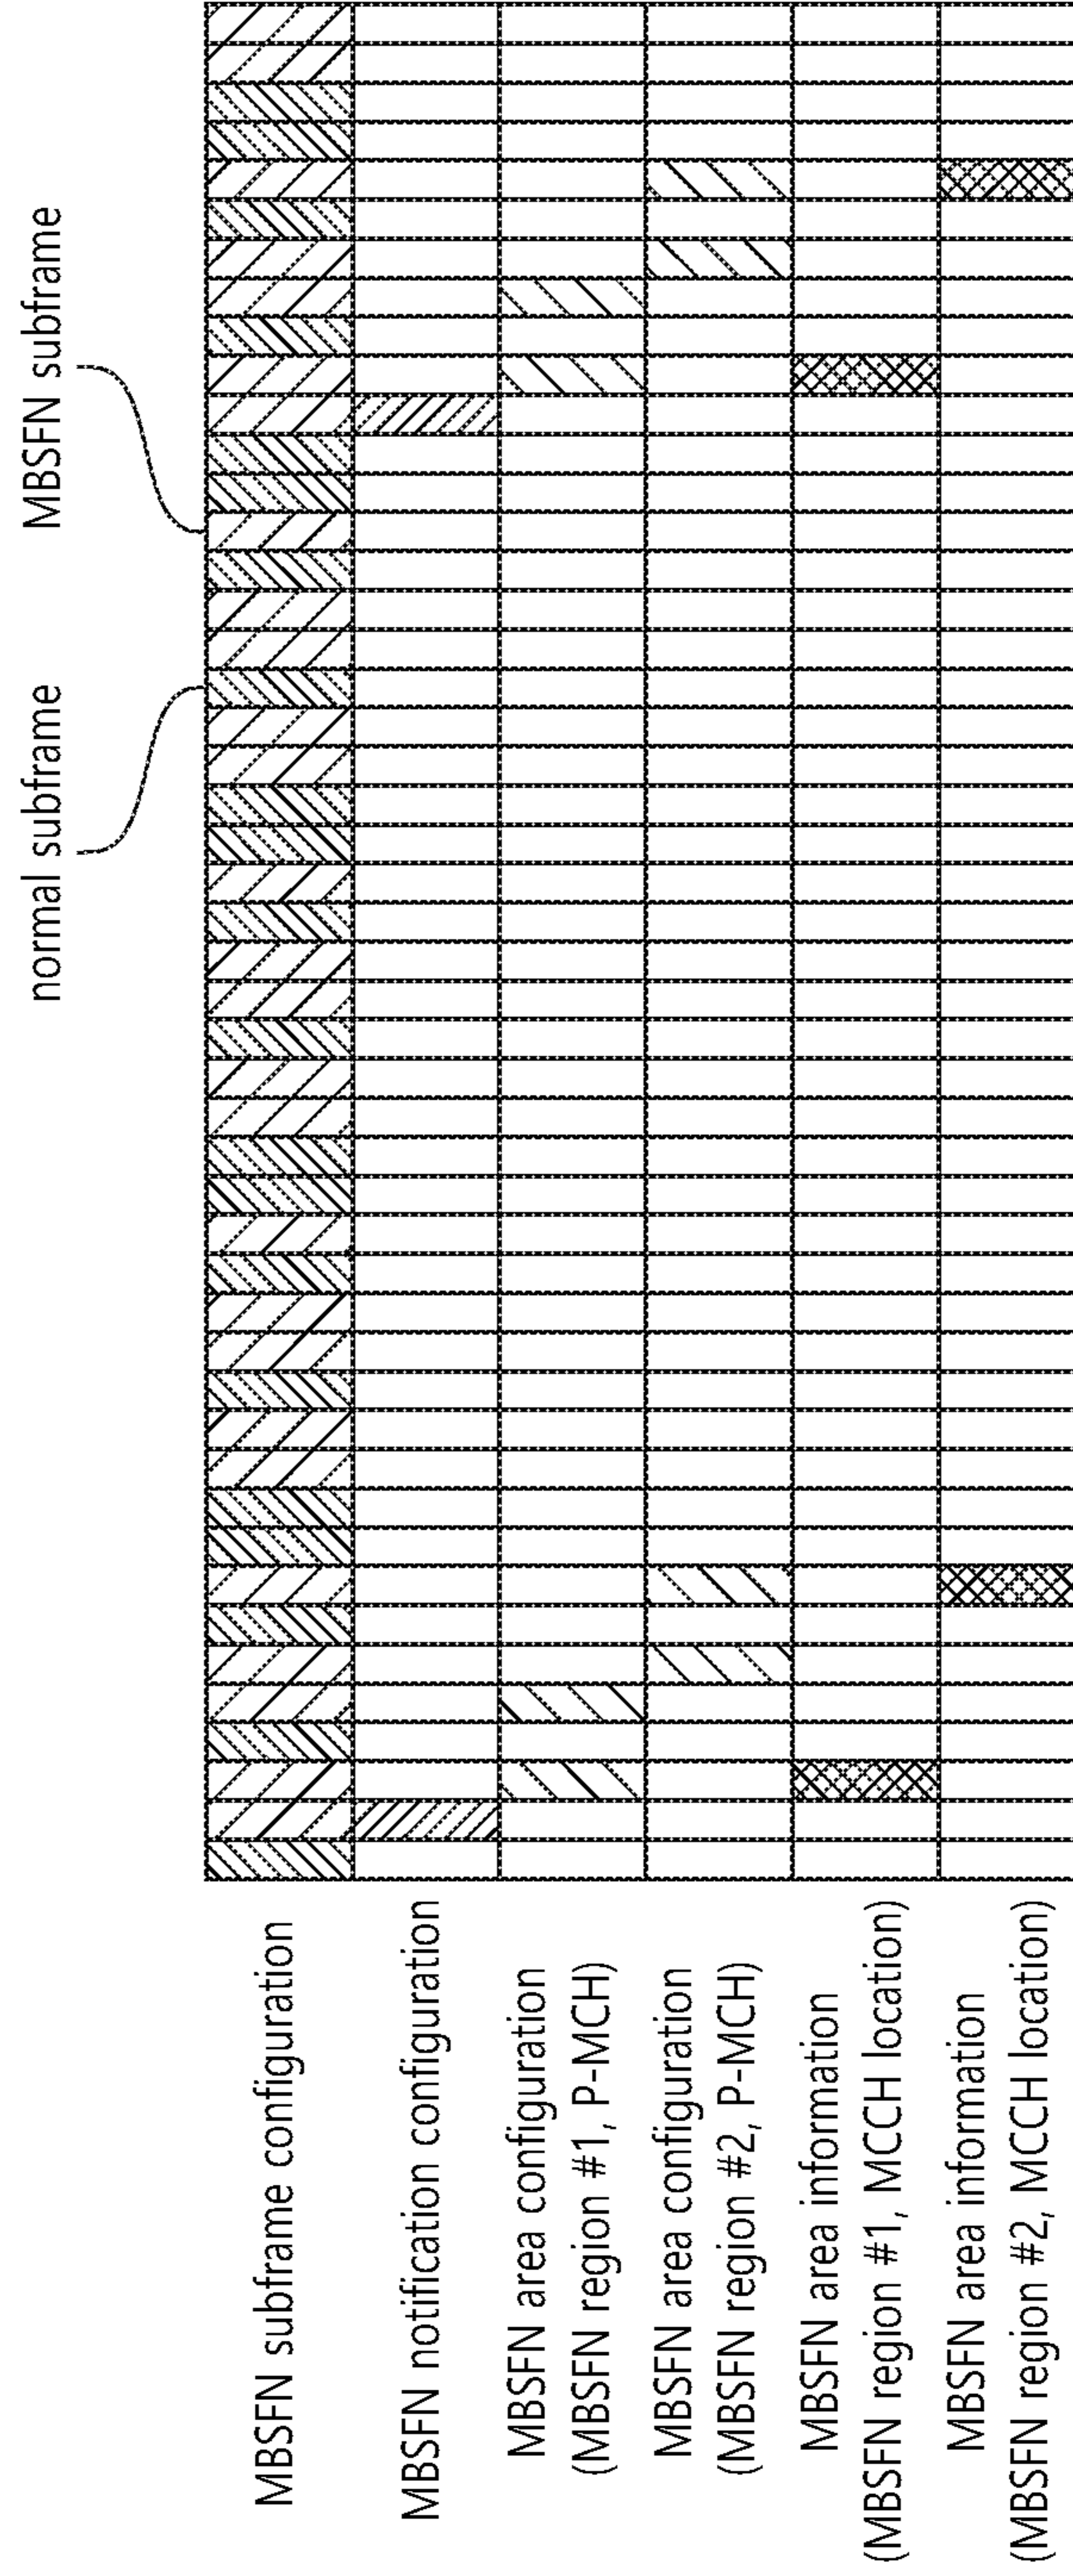 normal subframe
MBSFN subframe
MBSFN subframe configuration
MBSFN notification configuration
MBSFN area configuration
(MBSFN region #1, P-MCH)
MBSFN area configuration
(MBSFN region #2, P-MCH)
MBSFN area information
(MBSFN region #1, MCCH location)
MBSFN area information
(MBSFN region #2, MCCH location)